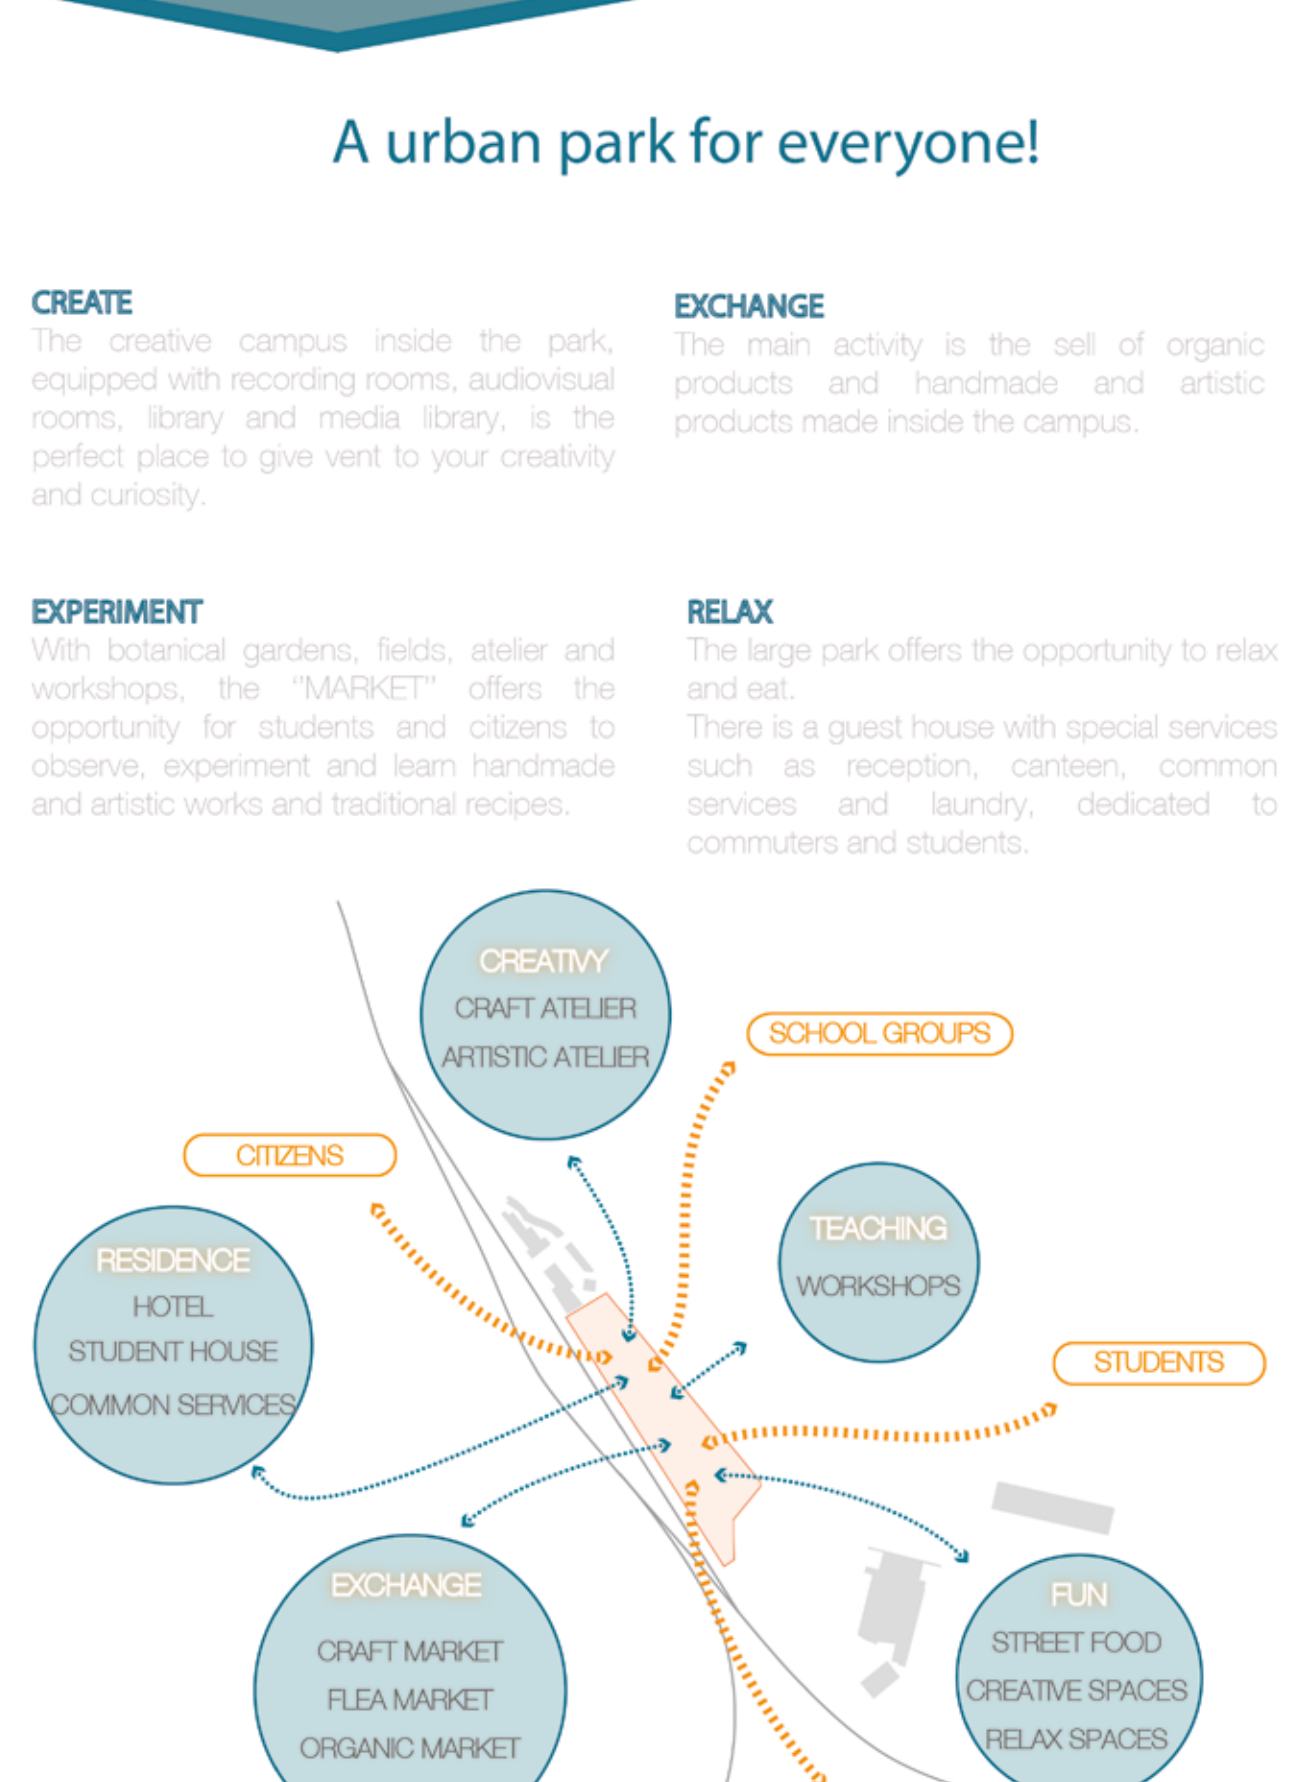 A urban park for everyone!
CREATE
The creative campus inside the park,
equipped with recording rooms, audiovisual
rooms, library and media library, is the
perfect place to give vent to your creativity
and curiosity.
EXCHANGE
The main activity is the sell of organic
products and handmade and artistic
products made inside the campus.
EXPERIMENT
With botanical gardens, fields, atelier and
workshops, the ‘‘MARKET’’ offers the
opportunity for students and citizens to
observe, experiment and learn handmade
and artistic works and traditional recipes.
RELAX
The large park offers the opportunity to relax
and eat.
There is a guest house with special services
such as reception, canteen, common
services and laundry, dedicated to
commuters and students.
CREATIVY
CRAFT ATELIER
ARTISTIC ATELIER
SCHOOL GROUPS
CITIZENS
TEACHING
WORKSHOPS
RESIDENCE
HOTEL
STUDENT HOUSE
COMMON SERVICES
STUDENTS
EXCHANGE
CRAFT MARKET
FLEA MARKET
ORGANIC MARKET
FUN
STREET FOOD
CREATIVE SPACES
RELAX SPACES